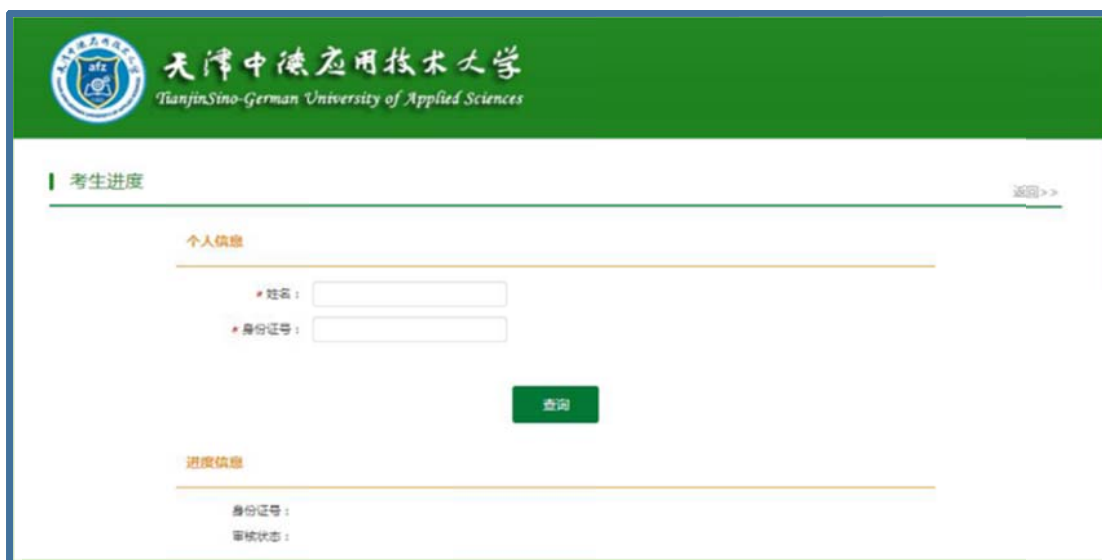 afz
天津中德应用技术大学
TianjinSino-German University of Applied Sciences
考生进度
返回>>
个人信息
*姓名：
*身份证号：
查询
进度信息
身份证号：
审核状态：